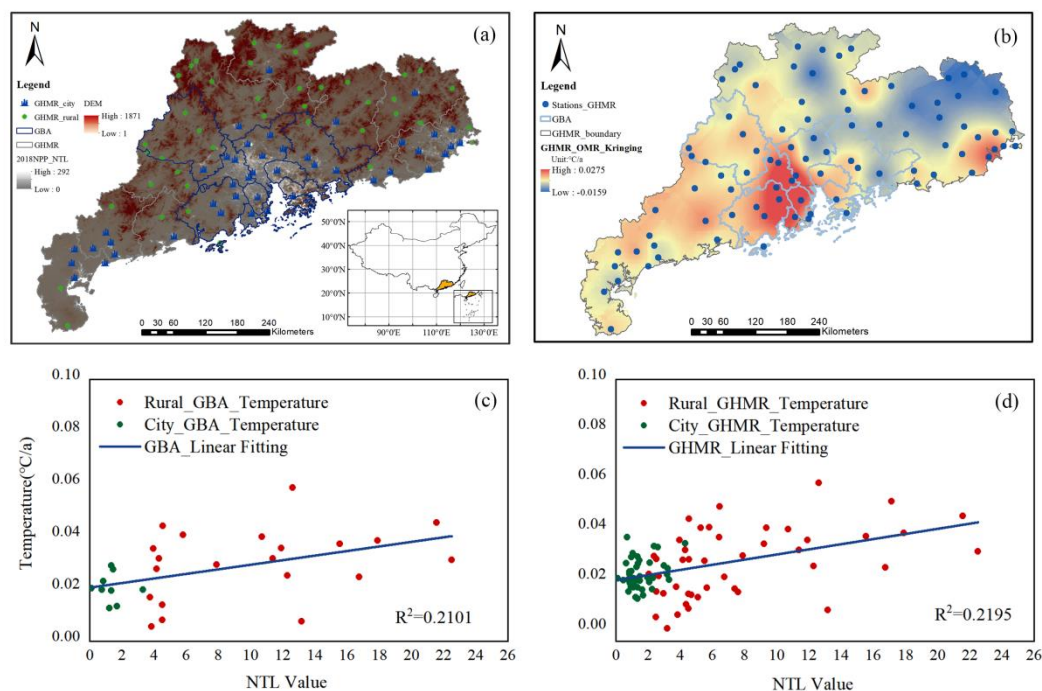 N
(a)
Legend
GHMR_city
GHMR_rural
GBA
GHMR
DEM
High : 1871
Low : 1
2018NPP_NTL
High : 292
Low : 0
50°0'N
40°0'N
30°0'N
20°0'N
10°0'N
90°0'E
110°0'E
130°0'E
0 30 60 120 180 240
Kilometers
N
(b)
Legend
Stations_GHMR
GBA
GHMR_boundary
GHMR_OMR_Kringing
Unit:°C/a
High : 0.0275
Low : -0.0159
0 30 60 120 180 240
Kilometers
(c)
Rural_GBA_Temperature
City_GBA_Temperature
GBA_Linear Fitting
R²=0.2101
Temperature(°C/a)
0.10
0.08
0.06
0.04
0.02
0.00
0 2 4 6 8 10 12 14 16 18 20 22 24 26
NTL Value
(d)
Rural_GHMR_Temperature
City_GHMR_Temperature
GHMR_Linear Fitting
R²=0.2195
0.10
0.08
0.06
0.04
0.02
0.00
0 2 4 6 8 10 12 14 16 18 20 22 24 26
NTL Value